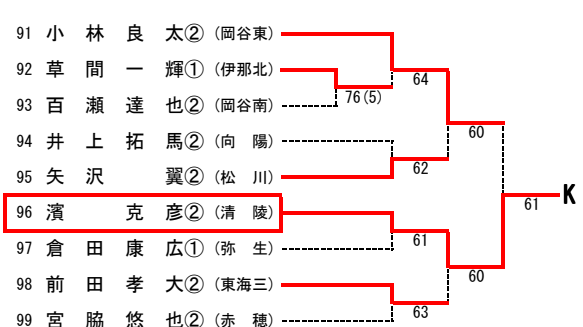 91 小 林 良 太② (岡谷東)
92 草 間 一 輝① (伊那北)
93 百 瀬 達 也② (岡谷南)
94 井 上 拓 馬② (向 陽)
95 矢 沢 翼② (松 川)
96 濱 克 彦② (清 陵)
97 倉 田 康 広① (弥 生)
98 前 田 孝 大② (東海三)
99 宮 脇 悠 也② (赤 穂)
76(5)
64
62
61
63
60
60
61
K